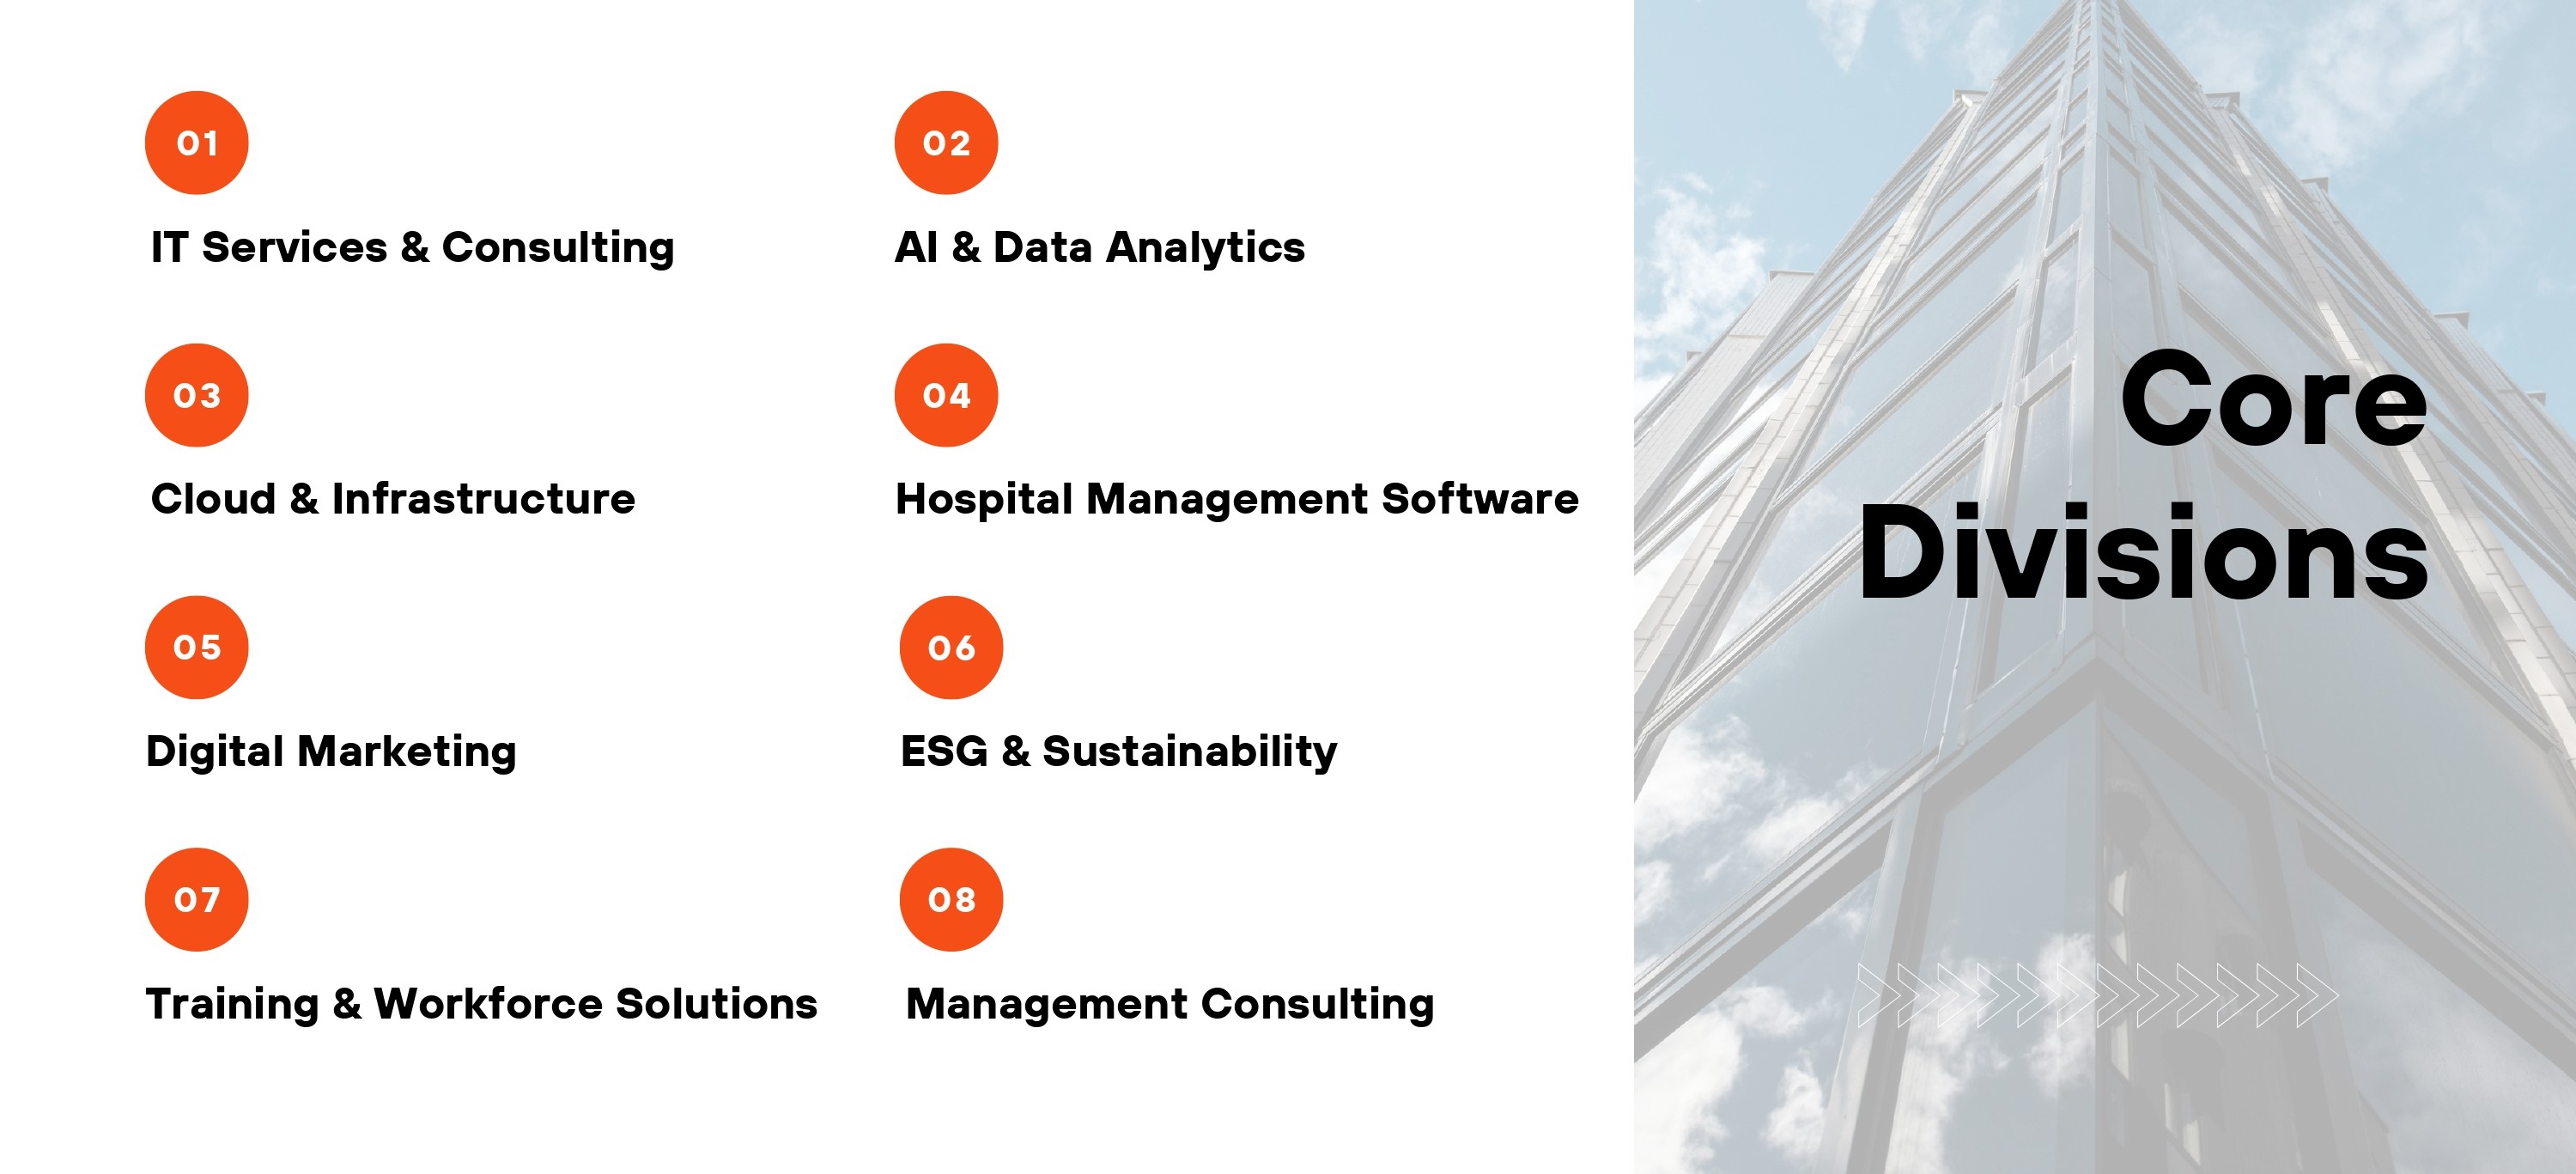 01
IT Services & Consulting
02
AI & Data Analytics
03
Cloud & Infrastructure
04
Hospital Management Software
05
Digital Marketing
06
ESG & Sustainability
07
Training & Workforce Solutions
08
Management Consulting
Core
Divisions